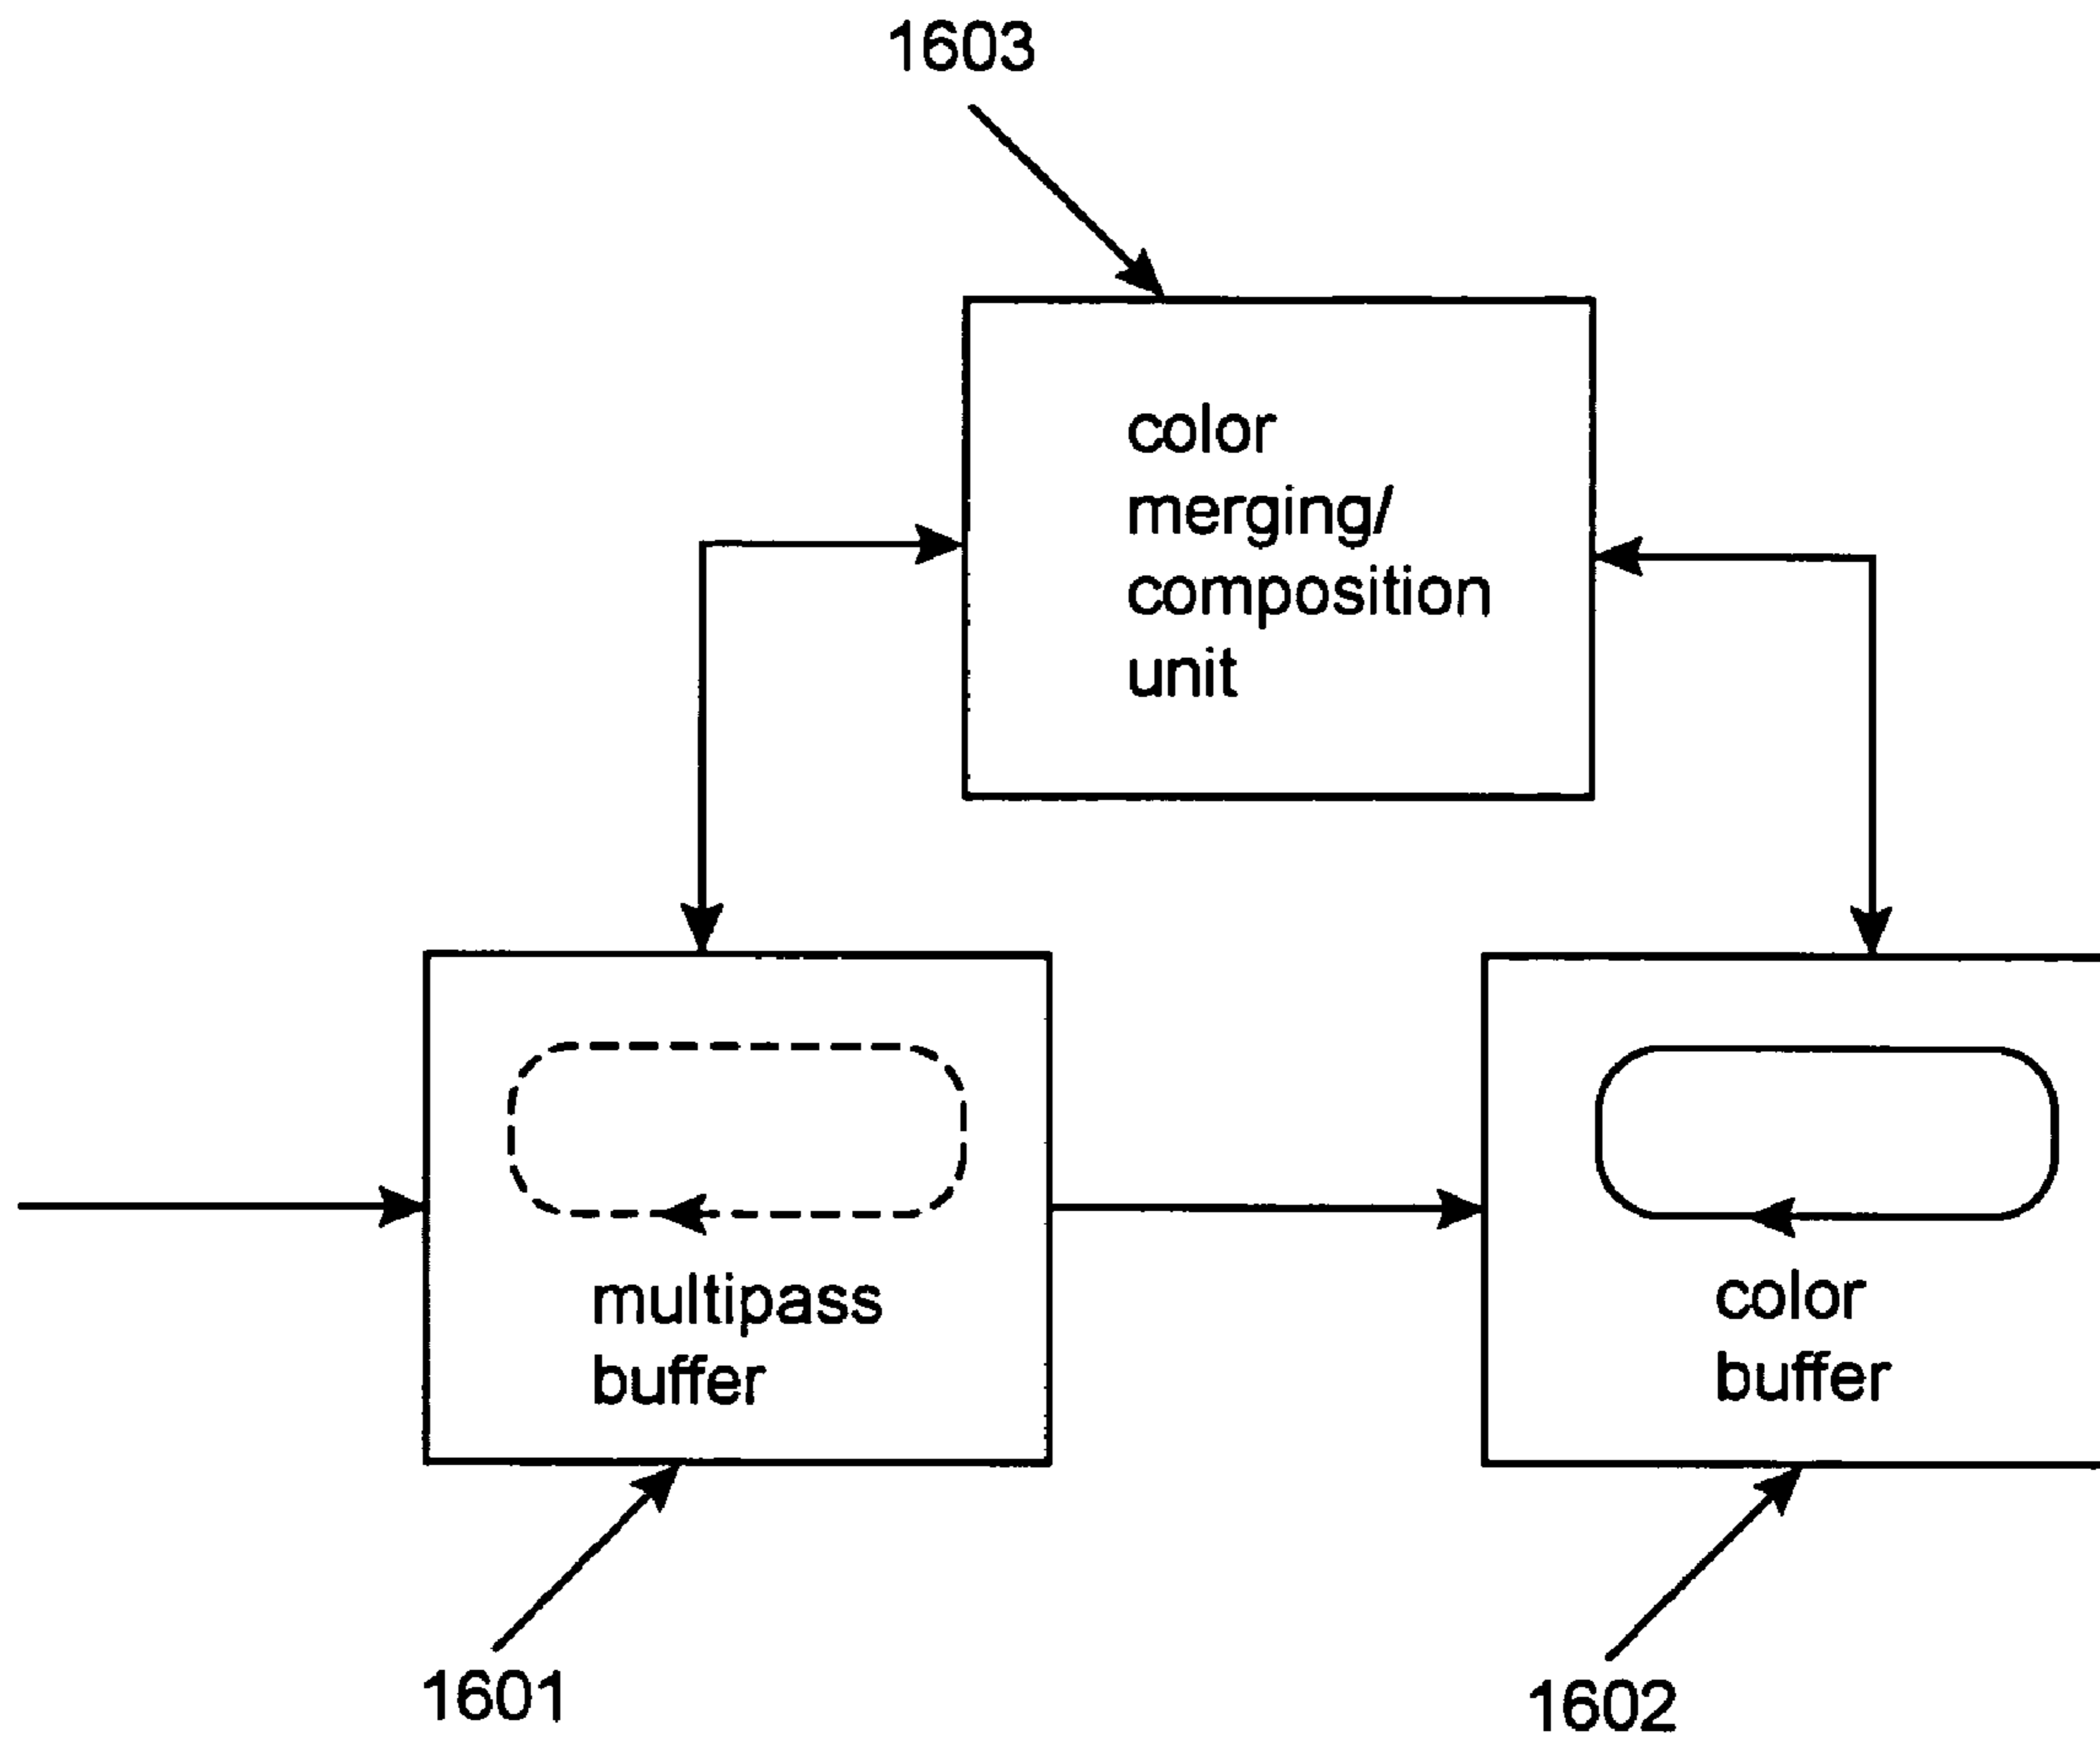 1603
color
merging/
composition
unit
multipass
buffer
color
buffer
1601
1602